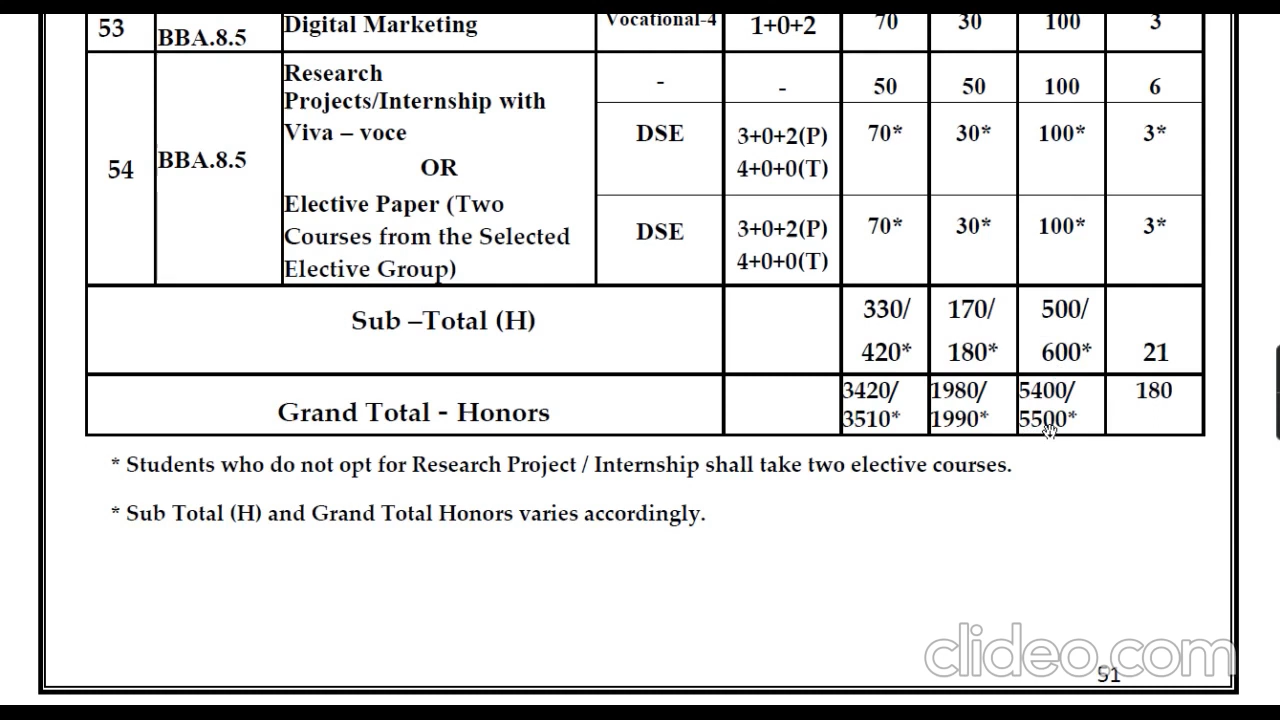 53 BBA.8.5 Digital Marketing Vocational-4 1+0+2 70 30 100 3
54 BBA.8.5
Research
Projects/Internship with
Viva – voce
OR
Elective Paper (Two
Courses from the Selected
Elective Group)
- - 50 50 100 6
DSE 3+0+2(P) 70* 30* 100* 3*
4+0+0(T)
DSE 3+0+2(P) 70* 30* 100* 3*
4+0+0(T)
Sub –Total (H) 330/ 170/ 500/
420* 180* 600* 21
Grand Total - Honors 3420/ 1980/ 5400/ 180
3510* 1990* 5500*
* Students who do not opt for Research Project / Internship shall take two elective courses.
* Sub Total (H) and Grand Total Honors varies accordingly.
clideo.com
51